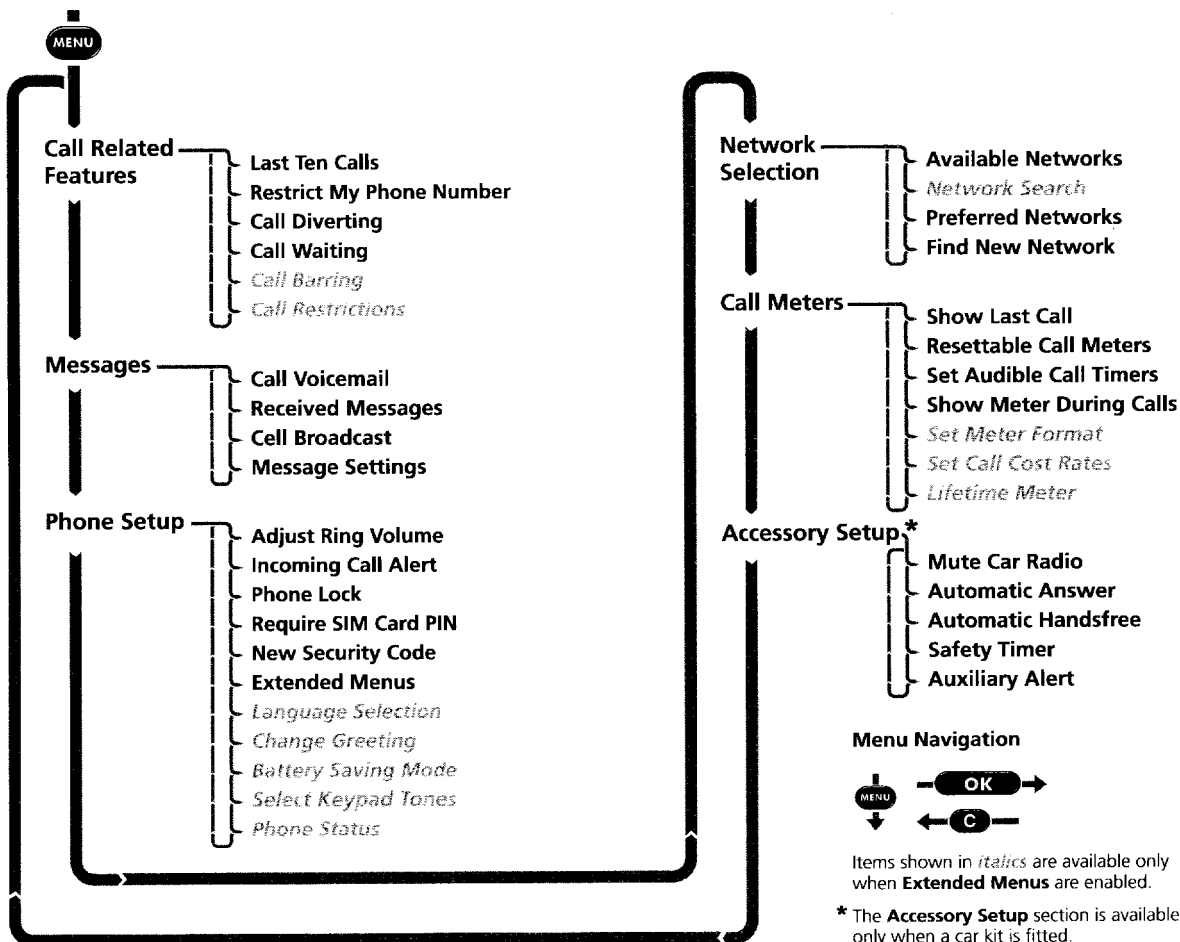 MENU
Call Related
Features
Last Ten Calls
Restrict My Phone Number
Call Diverting
Call Waiting
Call Barring
Call Restrictions
Messages
Call Voicemail
Received Messages
Cell Broadcast
Message Settings
Phone Setup
Adjust Ring Volume
Incoming Call Alert
Phone Lock
Require SIM Card PIN
New Security Code
Extended Menus
Language Selection
Change Greeting
Battery Saving Mode
Select Keypad Tones
Phone Status
Network
Selection
Available Networks
Network Search
Preferred Networks
Find New Network
Call Meters
Show Last Call
Resettable Call Meters
Set Audible Call Timers
Show Meter During Calls
Set Meter Format
Set Call Cost Rates
Lifetime Meter
Accessory Setup*
Mute Car Radio
Automatic Answer
Automatic Handsfree
Safety Timer
Auxiliary Alert
Menu Navigation
MENU
OK
C
Items shown in italics are available only
when Extended Menus are enabled.
* The Accessory Setup section is available
only when a car kit is fitted.